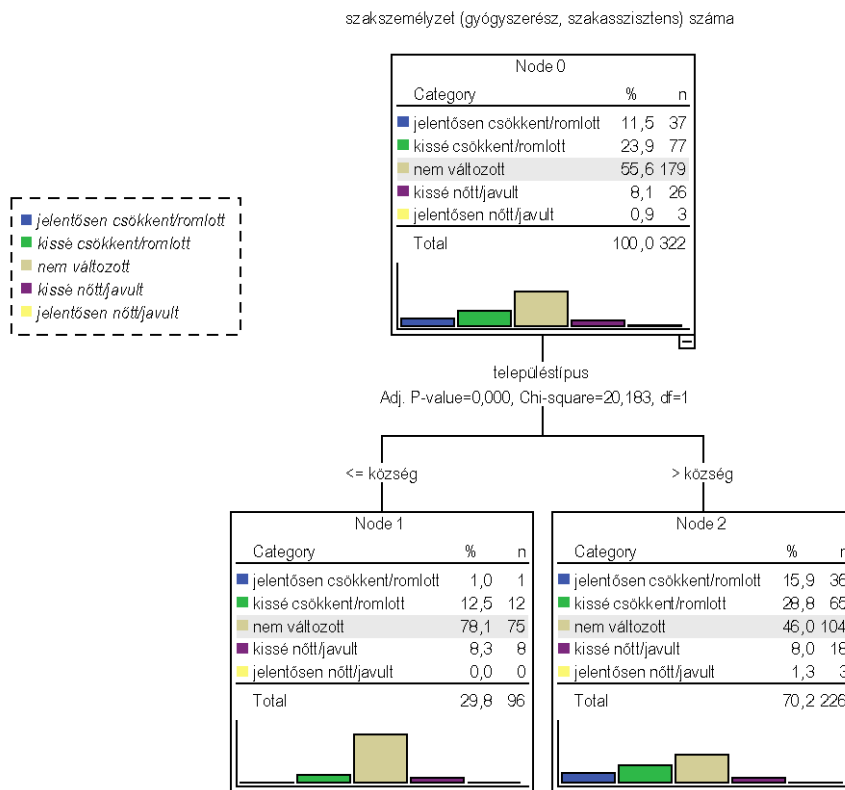 szakszemélyzet (gyógyszerész, szakasszisztens) száma
Node 0
Category % n
jelentősen csökkent/romlott 11,5 37
kissé csökkent/romlott 23,9 77
nem változott 55,6 179
kissé nőtt/javult 8,1 26
jelentősen nőtt/javult 0,9 3
Total 100,0 322
jelentősen csökkent/romlott
kissé csökkent/romlott
nem változott
kissé nőtt/javult
jelentősen nőtt/javult
településtípus
Adj. P-value=0,000, Chi-square=20,183, df=1
<= község
> község
Node 1
Category % n
jelentősen csökkent/romlott 1,0 1
kissé csökkent/romlott 12,5 12
nem változott 78,1 75
kissé nőtt/javult 8,3 8
jelentősen nőtt/javult 0,0 0
Total 29,8 96
Node 2
Category % n
jelentősen csökkent/romlott 15,9 36
kissé csökkent/romlott 28,8 65
nem változott 46,0 104
kissé nőtt/javult 8,0 18
jelentősen nőtt/javult 1,3 3
Total 70,2 226